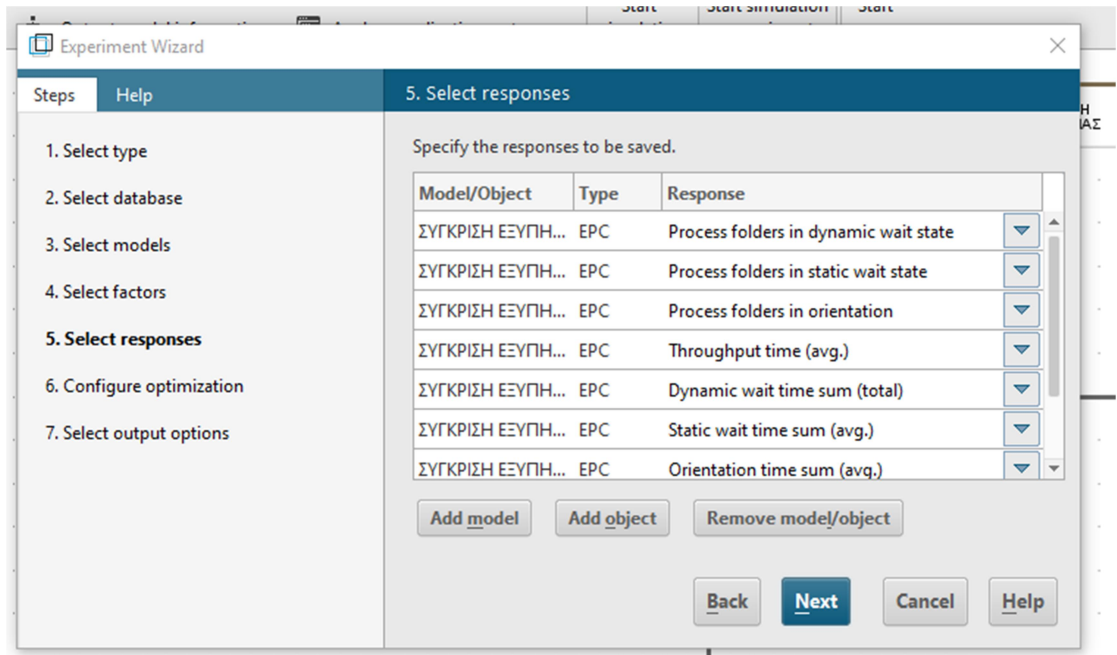 Start
Start simulation
Start
Experiment Wizard
Steps
Help
1. Select type
2. Select database
3. Select models
4. Select factors
5. Select responses
6. Configure optimization
7. Select output options
5. Select responses
Specify the responses to be saved.
Model/Object Type Response
ΣΥΓΚΡΙΣΗ ΕΞΥΠΗ... EPC Process folders in dynamic wait state
ΣΥΓΚΡΙΣΗ ΕΞΥΠΗ... EPC Process folders in static wait state
ΣΥΓΚΡΙΣΗ ΕΞΥΠΗ... EPC Process folders in orientation
ΣΥΓΚΡΙΣΗ ΕΞΥΠΗ... EPC Throughput time (avg.)
ΣΥΓΚΡΙΣΗ ΕΞΥΠΗ... EPC Dynamic wait time sum (total)
ΣΥΓΚΡΙΣΗ ΕΞΥΠΗ... EPC Static wait time sum (avg.)
ΣΥΓΚΡΙΣΗ ΕΞΥΠΗ... EPC Orientation time sum (avg.)
Add model Add object Remove model/object
Back Next Cancel Help